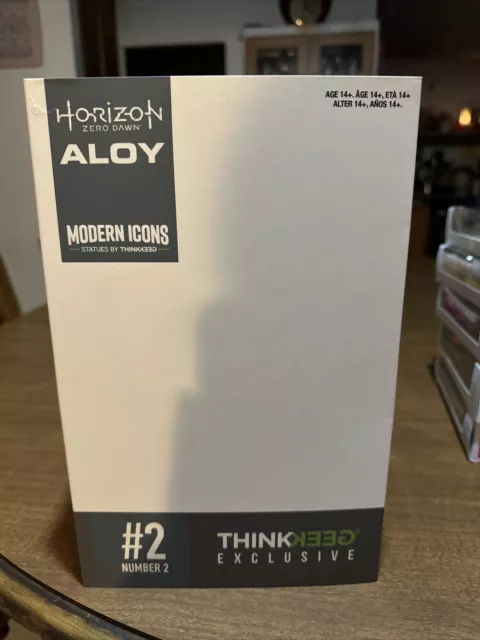 HORIZON
ZERO DAWN
ALOY
MODERN ICONS
STATUES BY THINKGEEK
AGE 14+. ÂGE 14+, ETÀ 14+
ALTER 14+, AÑOS 14+.
#2
NUMBER 2
THINKGEEK
EXCLUSIVE